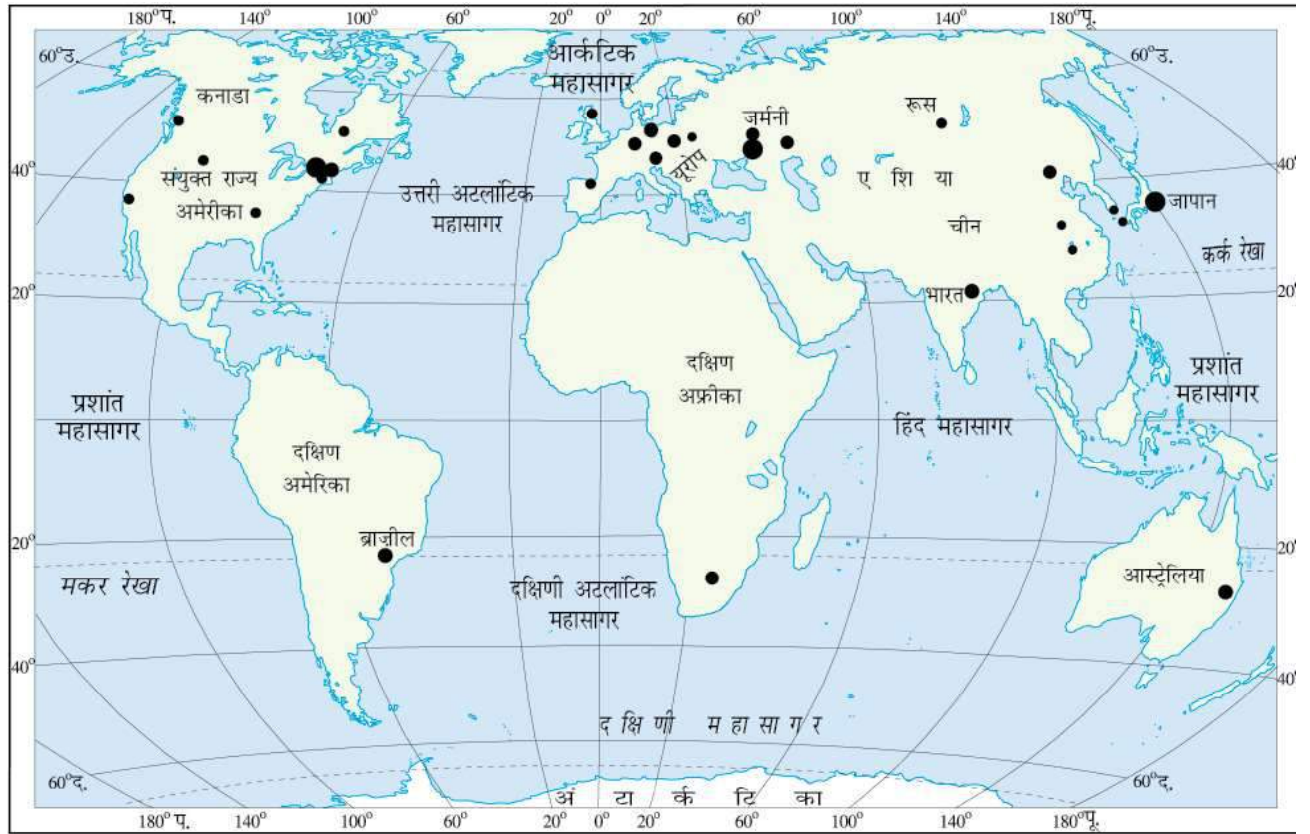 180°प. 140° 100° 60° 20° 0° 20° 60° 100° 140° 180°पू.
60°उ. 60°उ.
आर्कटिक
महासागर
कनाडा
जर्मनी
रूस
40° 40°
संयुक्त राज्य
अमेरीका
उत्तरी अटलांटिक
महासागर
यूरोप
ए शि या
जापान
चीन
कर्क रेखा
20° 20°
भारत
दक्षिण
अफ्रीका
प्रशांत
महासागर
प्रशांत
महासागर
हिंद महासागर
दक्षिण
अमेरिका
ब्राज़ील
20° 20°
मकर रेखा
दक्षिणी अटलांटिक
महासागर
आस्ट्रेलिया
40° 40°
द क्षि णी म हा सा ग र
60°द. 60°द.
अं टा र्क टि का
180°प. 140° 100° 60° 20° 0° 20° 60° 100° 140° 180°पू.